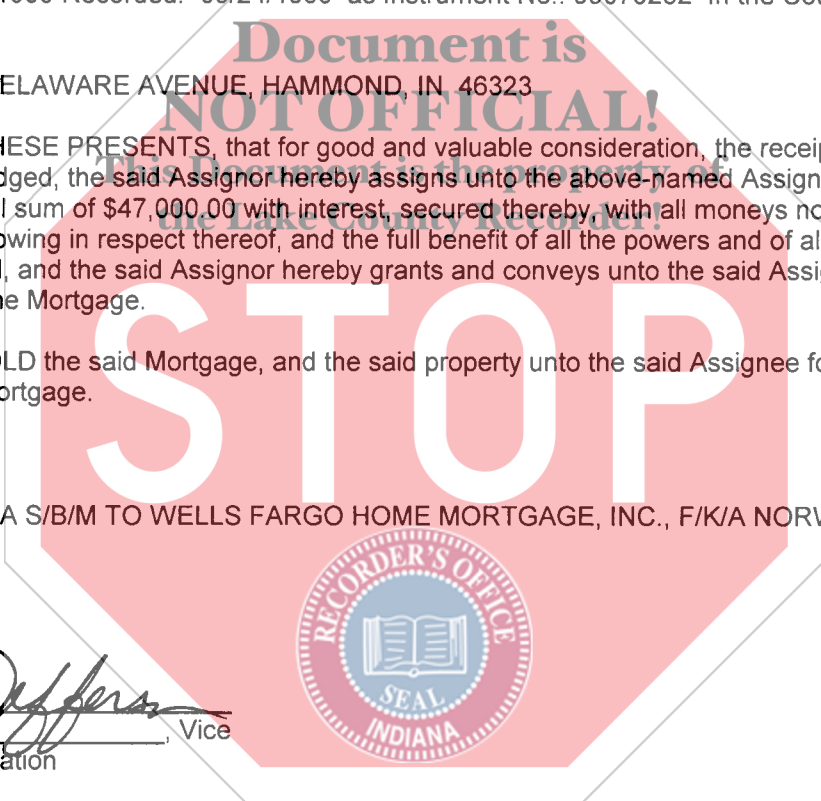 Document is
ELAWARE AVENUE, HAMMOND, IN 46323
NOT OFFICIAL!
HESE PRESENTS, that for good and valuable consideration, the receip
This Document is the property of
dged, the said Assignor hereby assigns unto the above-named Assign
the Lake County Recorder!
l sum of $47,000.00 with interest, secured thereby, with all moneys no
owing in respect thereof, and the full benefit of all the powers and of al
, and the said Assignor hereby grants and conveys unto the said Assi
e Mortgage.
STOP
LD the said Mortgage, and the said property unto the said Assignee fo
ortgage.
A S/B/M TO WELLS FARGO HOME MORTGAGE, INC., F/K/A NORW
RECORDER'S OFFICE
SEAL
INDIANA
, Vice
ation